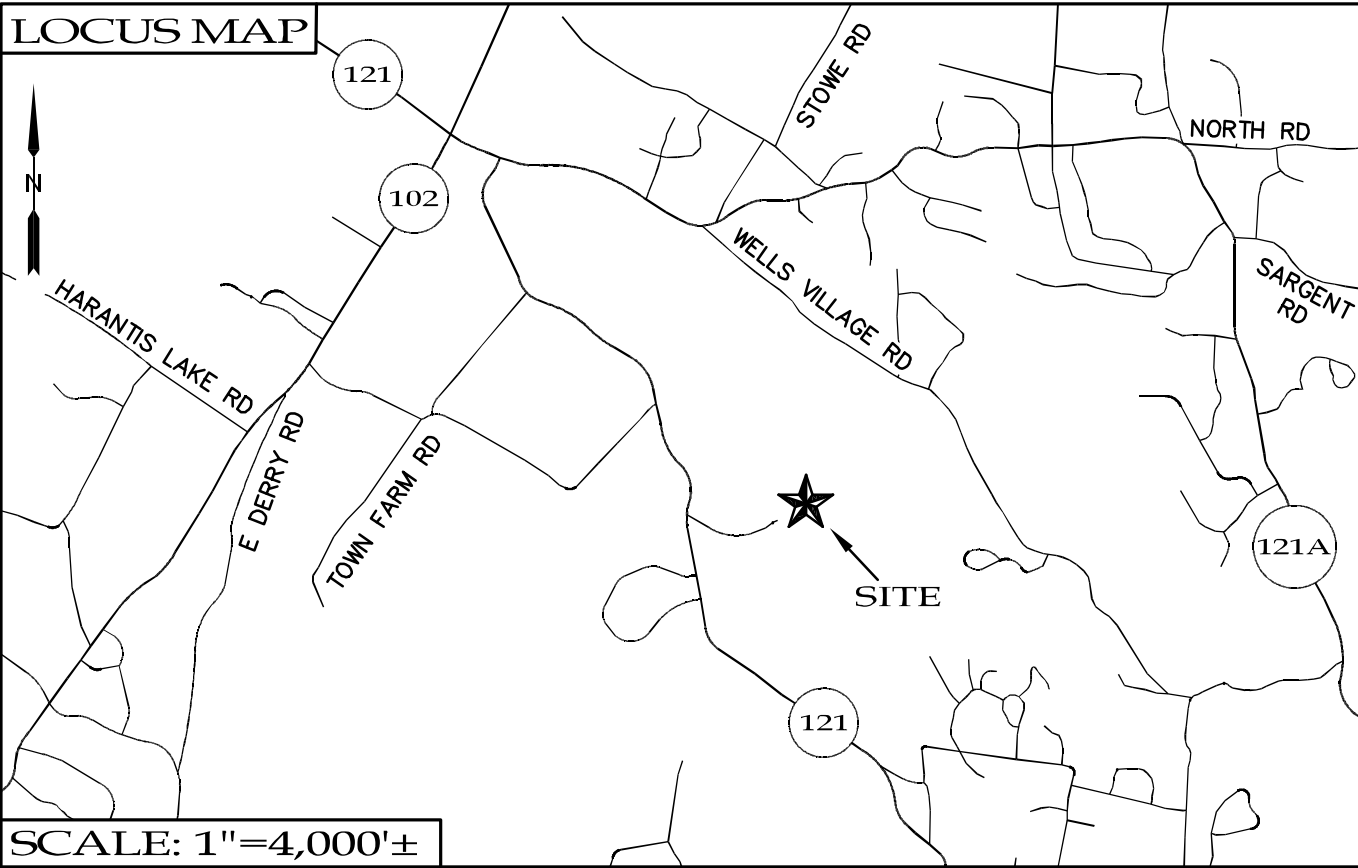 LOCUS MAP
121
STOWE RD
NORTH RD
102
N
WELLS VILLAGE RD
SARGENT
RD
HARANTIS LAKE RD
E DERRY RD
TOWN FARM RD
121A
SITE
121
SCALE: 1"=4,000'±